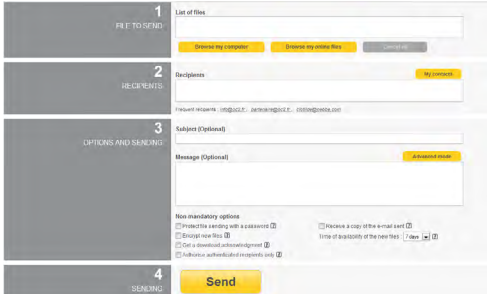 1
FILE TO SEND
List of files
Browse my computer
Browse my online files
Cancel all
2
RECIPIENTS
Recipients
My contacts
Frequent recipients :
3
OPTIONS AND SENDING
Subject (Optional)
Message (Optional)
Advanced mode
Non mandatory options
Protect file sending with a password
Receive a copy of the e-mail sent
Encrypt new files
Time of availability of the new files : 7 days
Get a download acknowledgment
Authorise authenticated recipients only
4
SENDING
Send